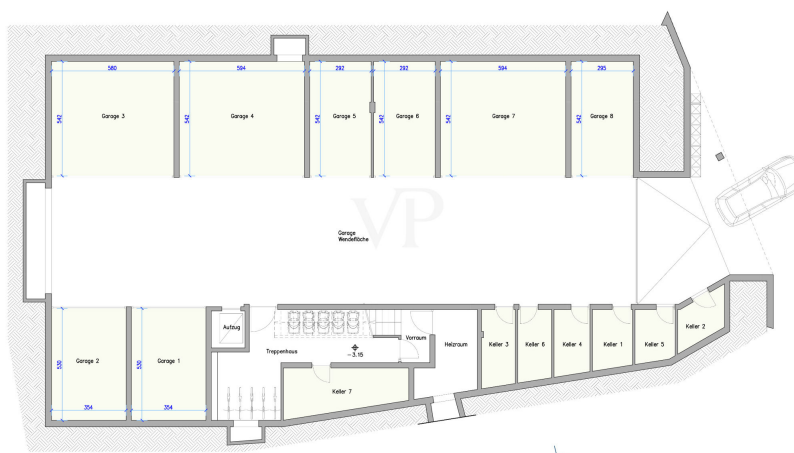 580
594
292
292
594
295
542
542
542
542
542
542
Garage 3
Garage 4
Garage 5
Garage 6
Garage 7
Garage 8
VP
Garage
Wendefläche
Aufzug
Treppenhaus
-3.15
Vorraum
Heizraum
Keller 3
Keller 6
Keller 4
Keller 1
Keller 5
Keller 2
530
530
Garage 2
Garage 1
Keller 7
354
354